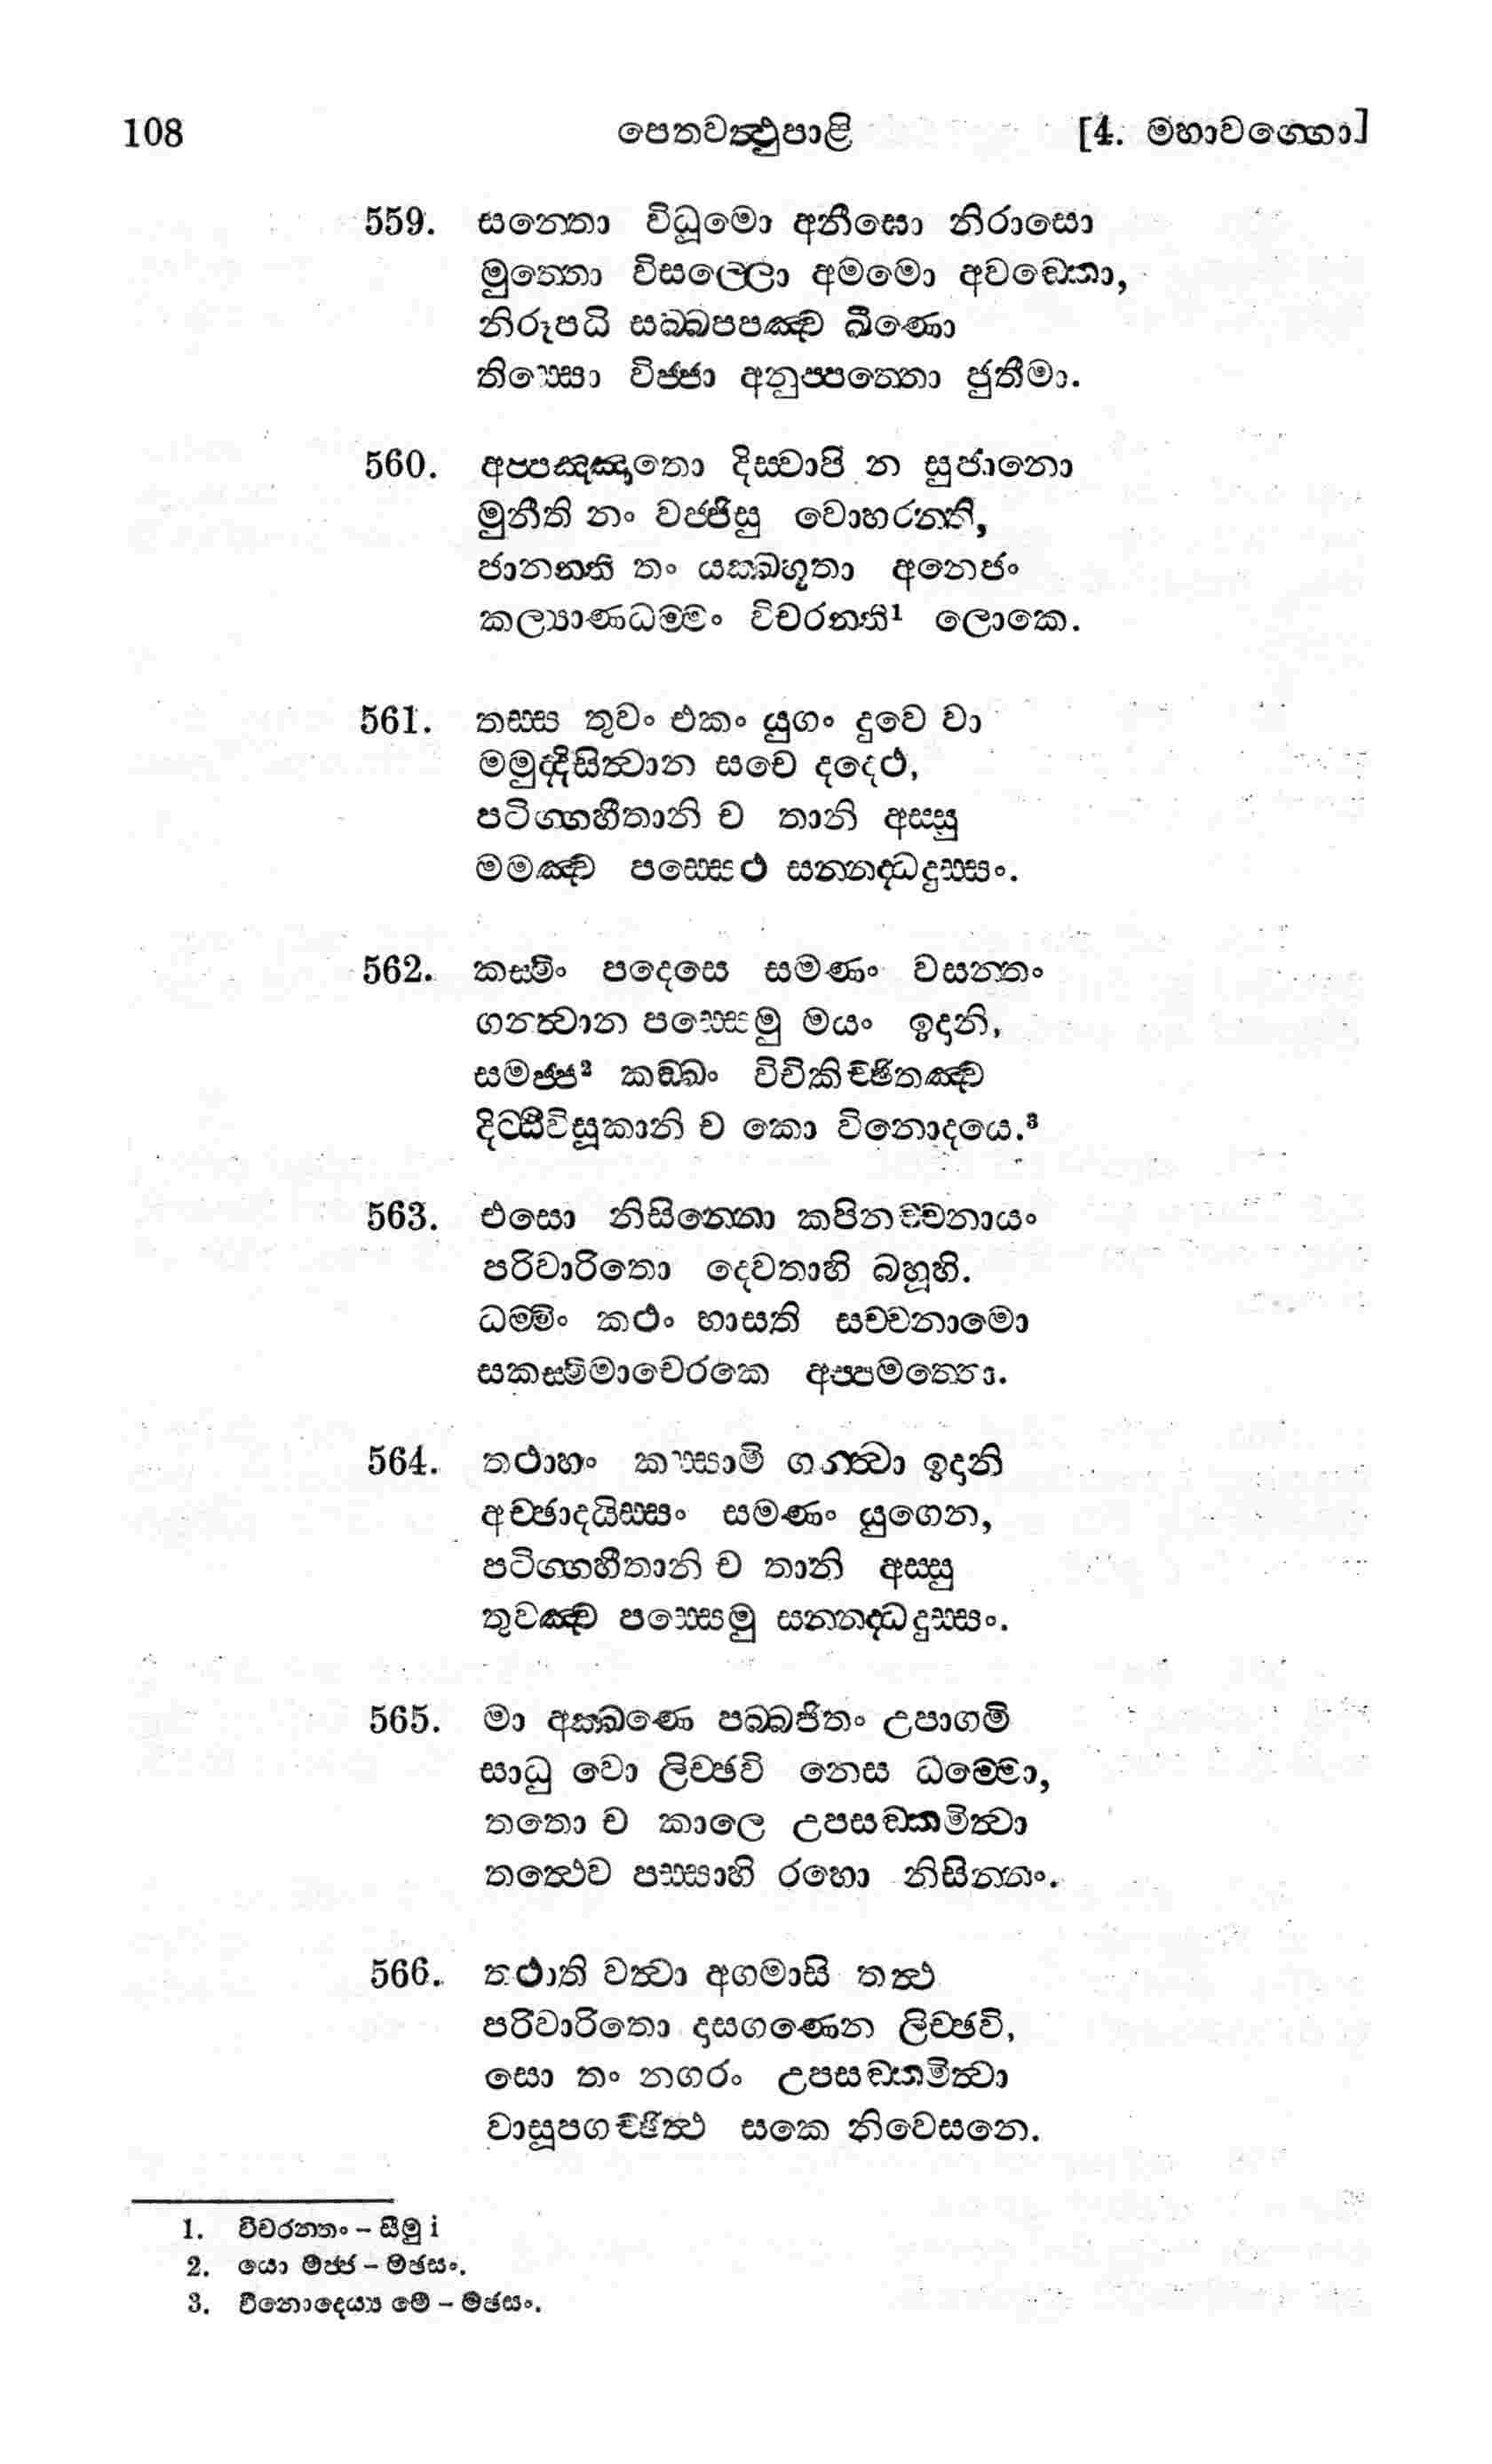 108 පෙතවත්‍ථුපාළි [4. මහාවග්‍ගො]
559. සන්‍තො විධූමො අනීඝො නිරාසො
මුත්‍තො විසල්‍ලො අමමො අවඞ්‍කො,
නිරූපධි සබ්‍බපපඤ්‍ච ඛීණො
තිස්‍සො විජ්‍ජා අනුප්‍පත්‍තො ජුතීමා.
560. අප්‍පඤ්‍ඤාතො දිස්‍වාපි න සුජානො
මුනීති නං වජ්‍ජිසු වොහරන්‍ති,
ජානන්‍ති තං යක්‍ඛභූතා අනෙජං
කල්‍යාණධම්‍මං විචරන්‍ති¹ ලොකෙ.
561. තස්‍ස තුවං එකං යුගං දුවෙ වා
මමුද්‍දිසිත්‍වාන සචෙ දදෙථ,
පටිග්‍ගහීතානි ච තානි අස්‍සු
මමඤ්‍ච පස්‍සෙථ සන්‍නද්‍ධදුස්‍සං.
562. කස්‍මිං පදෙසෙ සමණං වසන්‍තං
ගන්‍ත්‍වාන පස්‍සෙමු මයං ඉදානි,
සමජ්‍ජ² කඞ්‍ඛං විචිකිච්ඡිතඤ්‍ච
දිට්‍ඨිවිසූකානි ච කො විනොදයෙ.³
563. එසො නිසින්‍නො කපිනච්චනායං
පරිවාරිතො දෙවතාහි බහූහි.
ධම්‍මිං කථං භාසති සච්චනාමො
සකස්‍මිමාචෙරකෙ අප්‍පමත්‍තො.
564. තථාහං කස්‍සාමි ගන්‍ත්‍වා ඉදානි
අච්ඡාදයිස්‍සං සමණං යුගෙන,
පටිග්‍ගහීතානි ච තානි අස්‍සු
තුවඤ්‍ච පස්‍සෙමු සන්‍නද්‍ධදුස්‍සං.
565. මා අක්‍ඛණෙ පබ්‍බජිතං උපාගමි
සාධු වො ලිච්ඡවි නෙස ධම්‍මො,
තතො ච කාලෙ උපසඞ්‍කමිත්‍වා
තත්‍ථෙව පස්‍සාහි රහො නිසින්‍නං.
566. තථාති වත්‍වා අගමාසි තත්‍ථ
පරිවාරිතො දාසගණෙන ලිච්ඡවි,
සො තං නගරං උපසඞ්‍කමිත්‍වා
වාසූපගච්ඡිත්‍ථ සකෙ නිවෙසනෙ.
1. විචරන්‍තං – සීමු i
2. යො මජ්‍ජ – මඡසං.
3. විනොදෙය්‍ය මෙ – මඡසං.